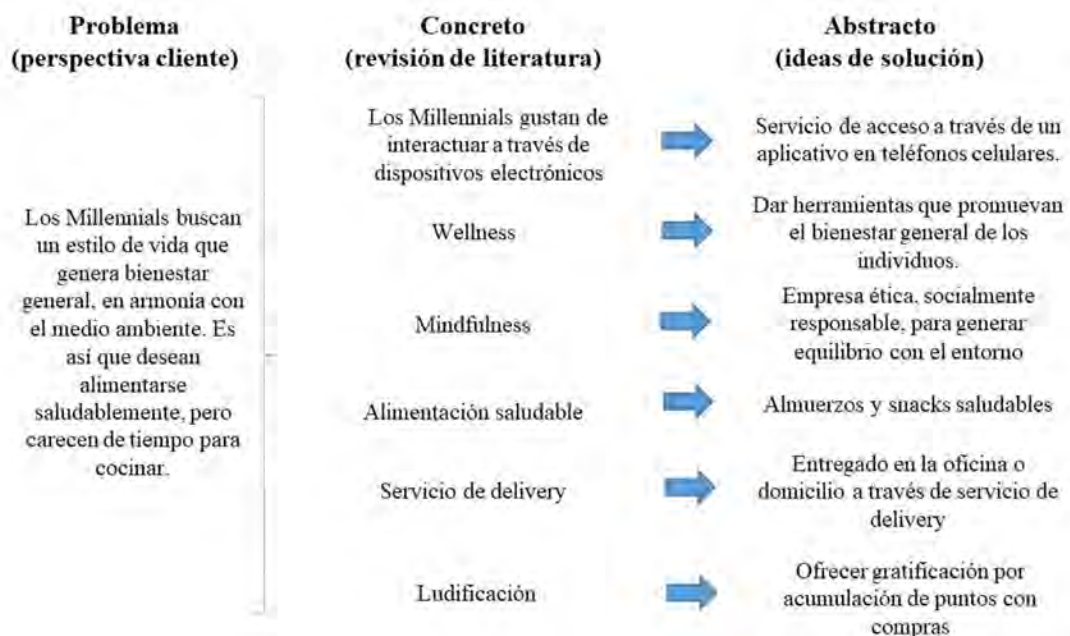 Problema
(perspectiva cliente)
Concreto
(revisión de literatura)
Abstracto
(ideas de solución)
Los Millennials buscan
un estilo de vida que
genera bienestar
general, en armonía con
el medio ambiente. Es
así que desean
alimentarse
saludablemente, pero
carecen de tiempo para
cocinar.
Los Millennials gustan de
interactuar a través de
dispositivos electrónicos
Servicio de acceso a través de un
aplicativo en teléfonos celulares.
Wellness
Dar herramientas que promuevan
el bienestar general de los
individuos.
Mindfulness
Empresa ética, socialmente
responsable, para generar
equilibrio con el entorno
Alimentación saludable
Almuerzos y snacks saludables
Servicio de delivery
Entregado en la oficina o
domicilio a través de servicio de
delivery
Ludificación
Ofrecer gratificación por
acumulación de puntos con
compras